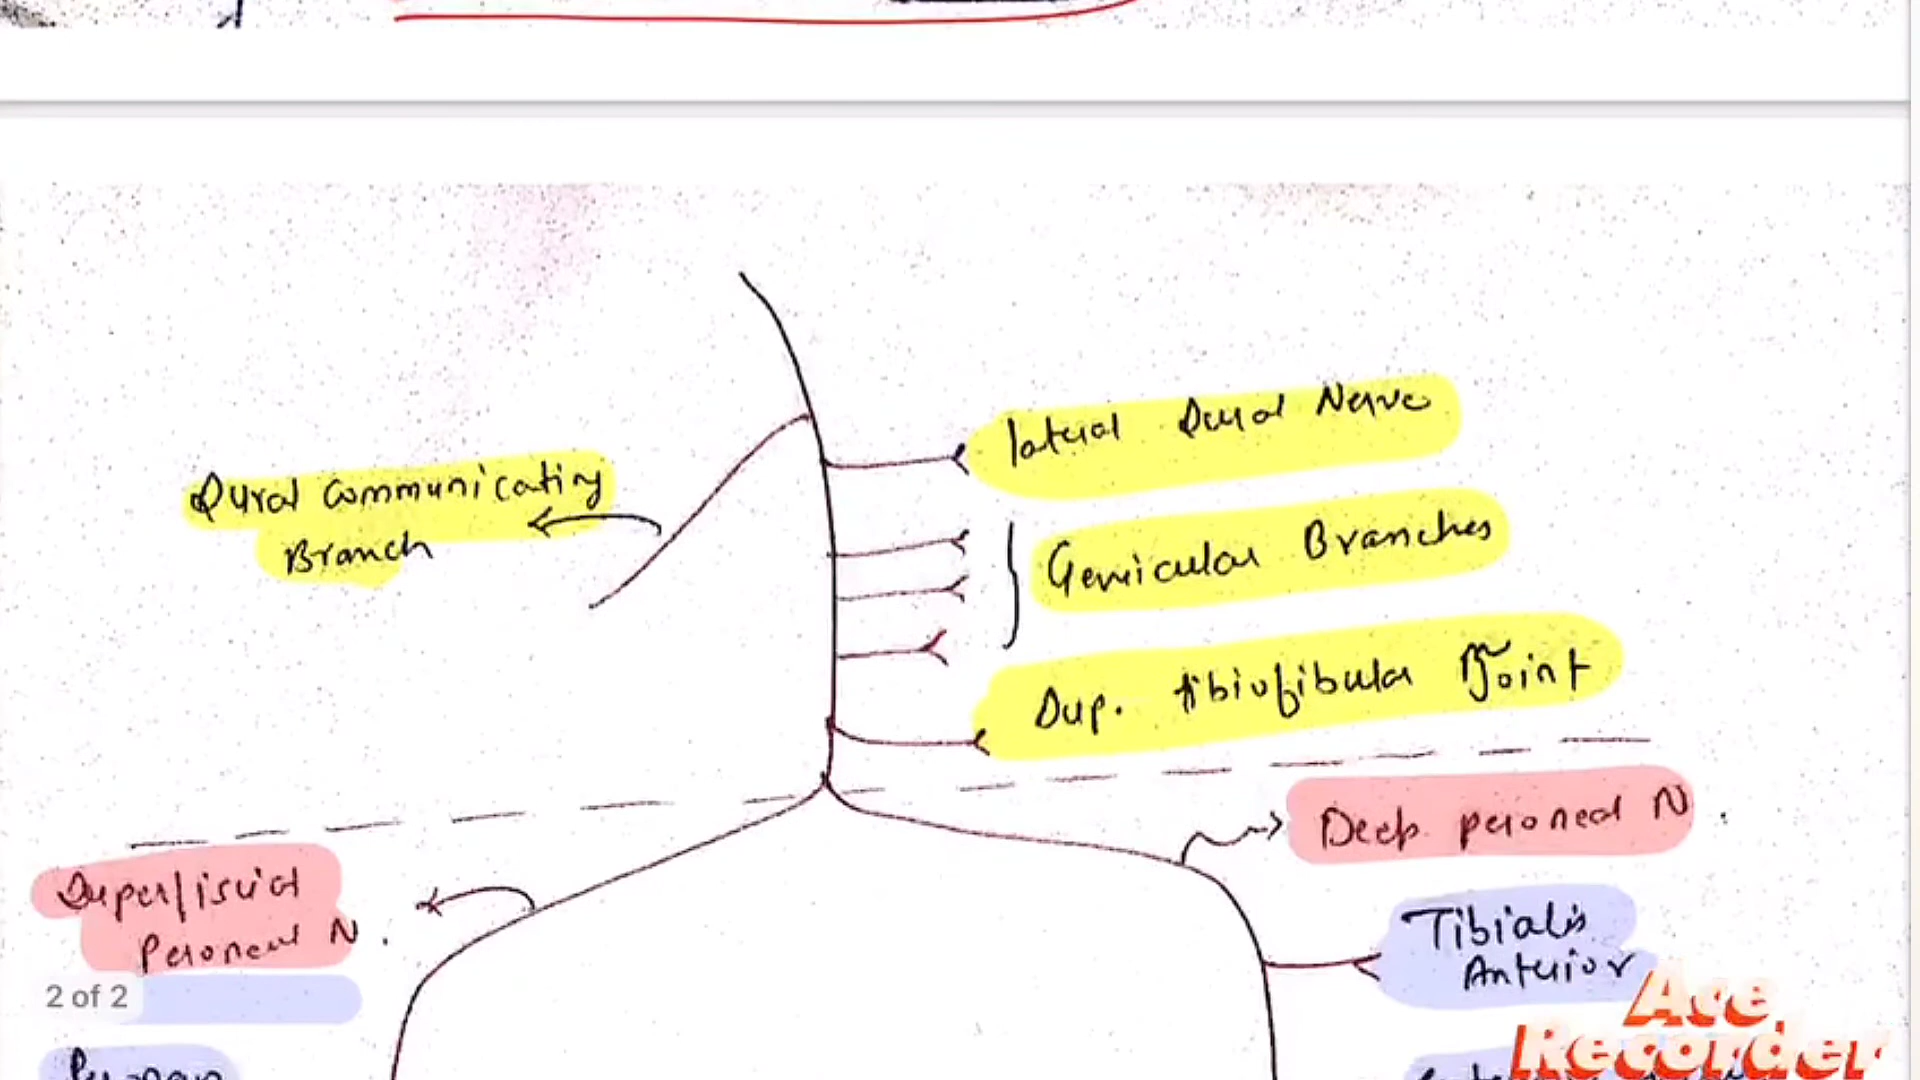 lateral Sural Nerve
Sural Communicating
Branch
Genicular Branches
Sup. tibiofibular Joint
Deep peroneal N.
Superficial
Peroneal N.
Tibialis
Anterior
2 of 2
Ace
Recorder